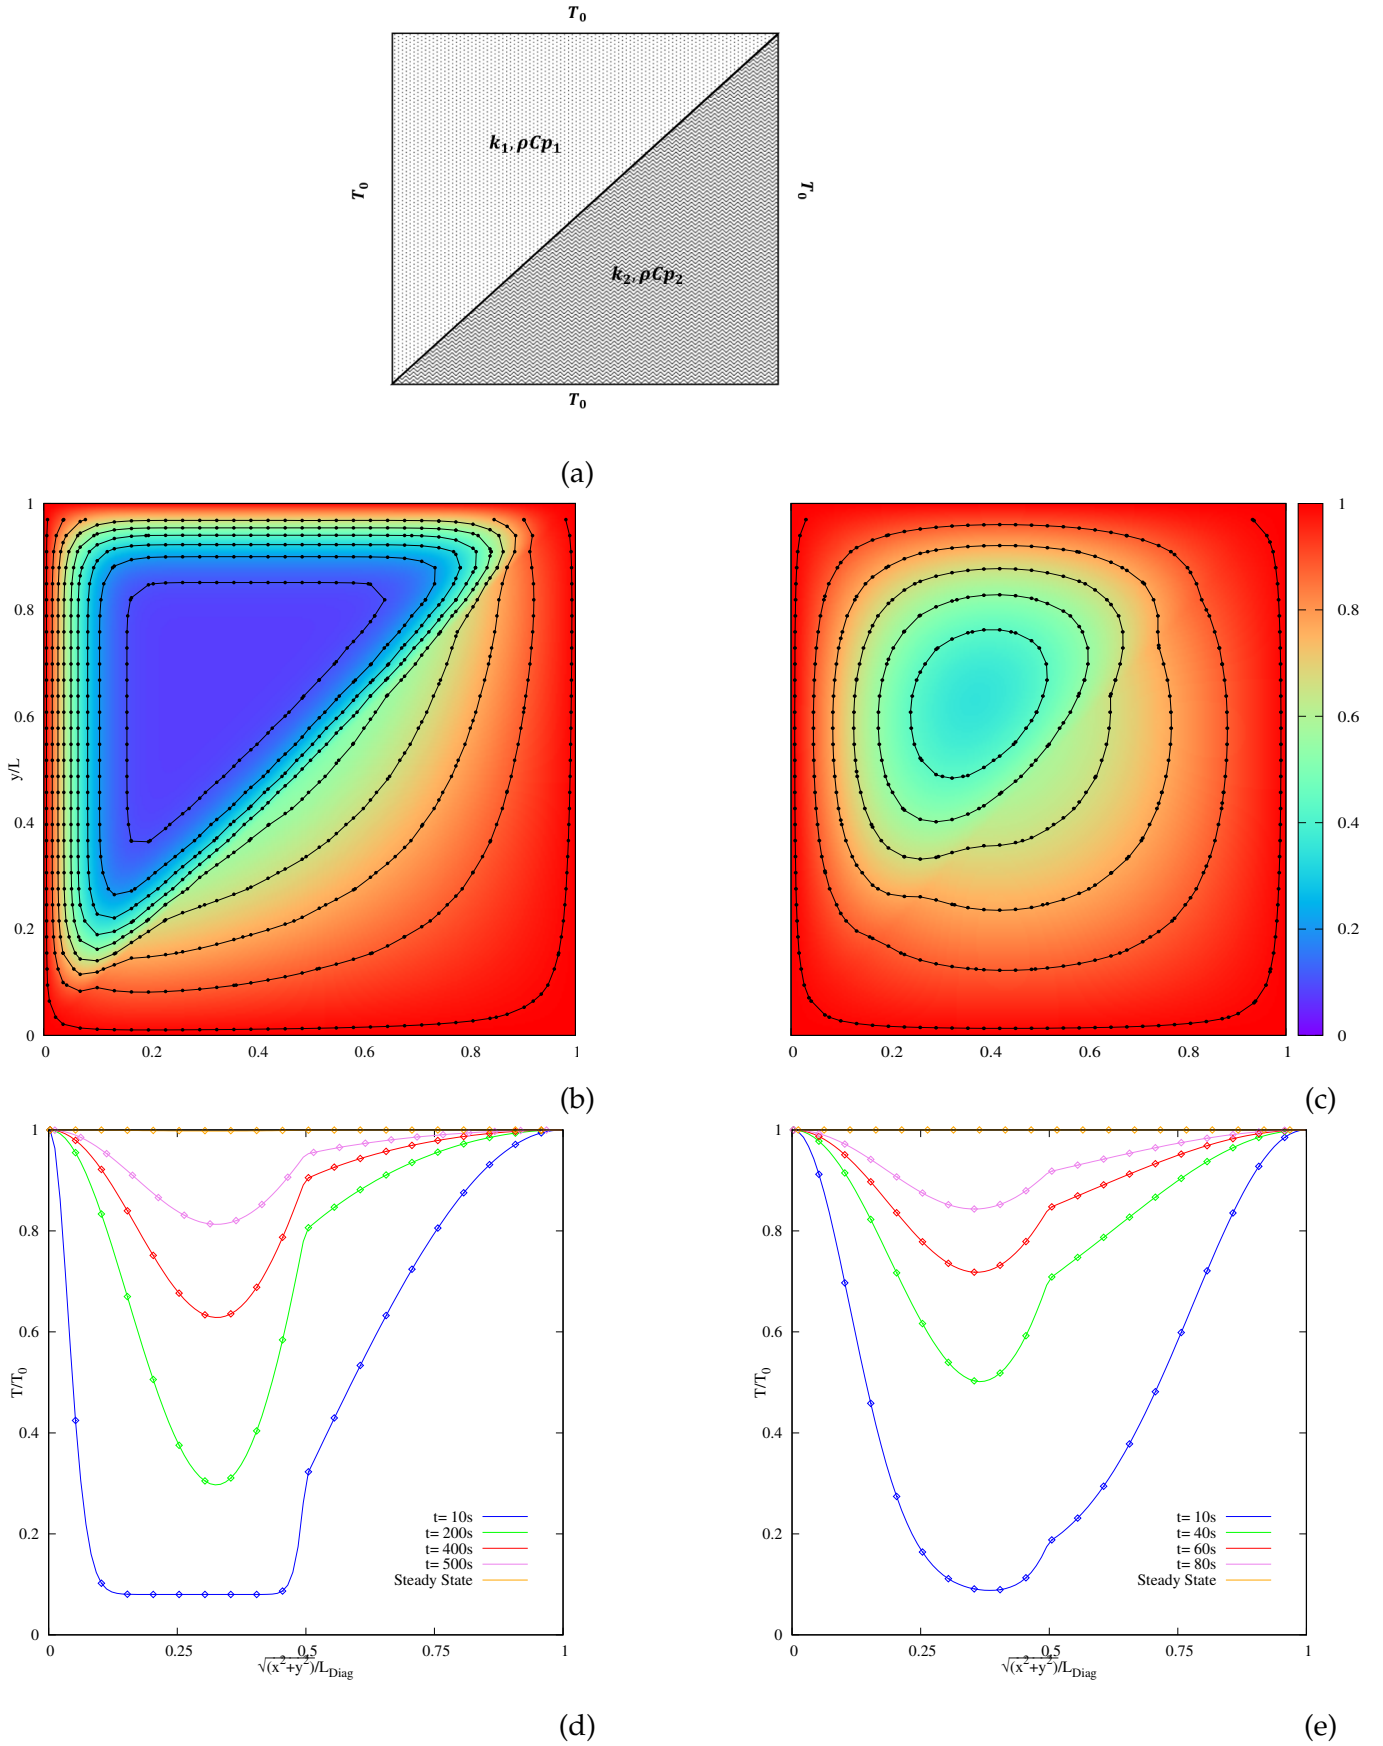 T₀
k₁, ρCp₁
T₀
T₀
k₂, ρCp₂
T₀
(a)
1
0.8
0.6
y/L
0.4
0.2
0
0 0.2 0.4 0.6 0.8 1
0 0.2 0.4 0.6 0.8 1
1
0.8
0.6
0.4
0.2
0
(b)
(c)
1
0.8
0.6
T/T₀
0.4
0.2
0
t= 10s
t= 200s
t= 400s
t= 500s
Steady State
0 0.25 0.5 0.75 1
√(x²+y²)/L_Diag
1
0.8
0.6
T/T₀
0.4
0.2
0
t= 10s
t= 40s
t= 60s
t= 80s
Steady State
0 0.25 0.5 0.75 1
√(x²+y²)/L_Diag
(d)
(e)